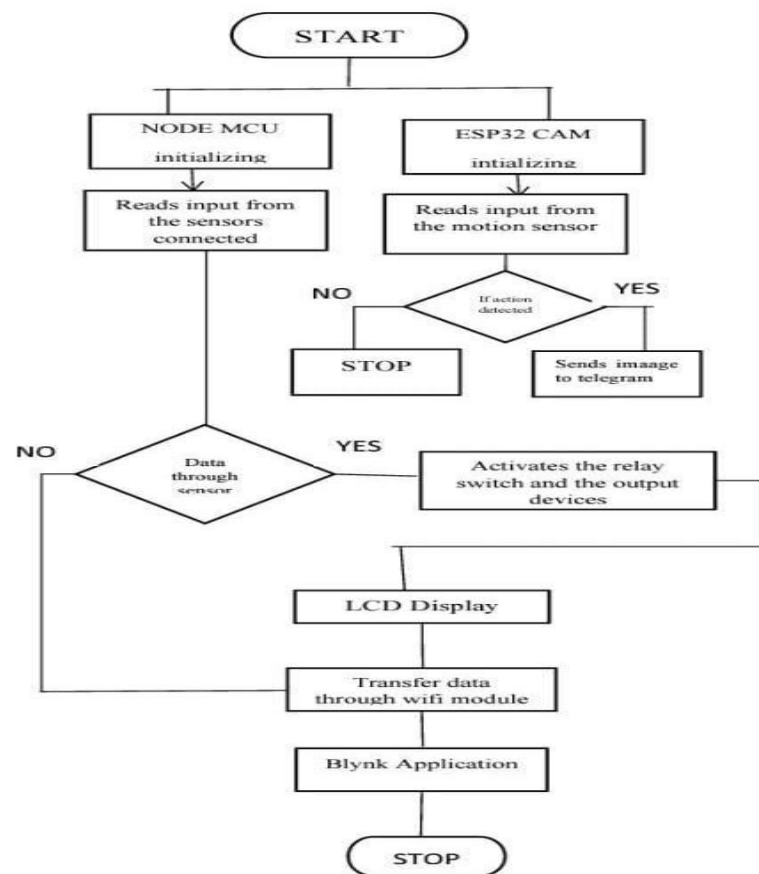 START
NODE MCU
initializing
ESP32 CAM
intializing
Reads input from
the sensors
connected
Reads input from
the motion sensor
NO
If action
detected
YES
STOP
Sends imaage
to telegram
NO
Data
through
sensor
YES
Activates the relay
switch and the output
devices
LCD Display
Transfer data
through wifi module
Blynk Application
STOP